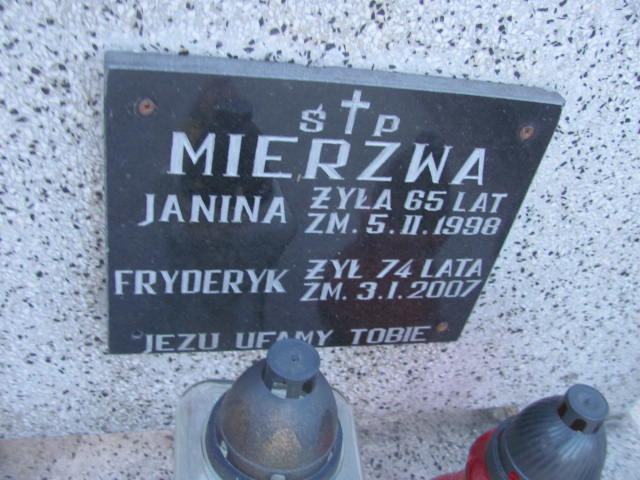 Ś † P
MIERZWA
JANINA ŻYŁA 65 LAT
ZM. 5. II. 1998
FRYDERYK ŻYŁ 74 LATA
ZM. 3. I. 2007
JEZU UFAMY TOBIE